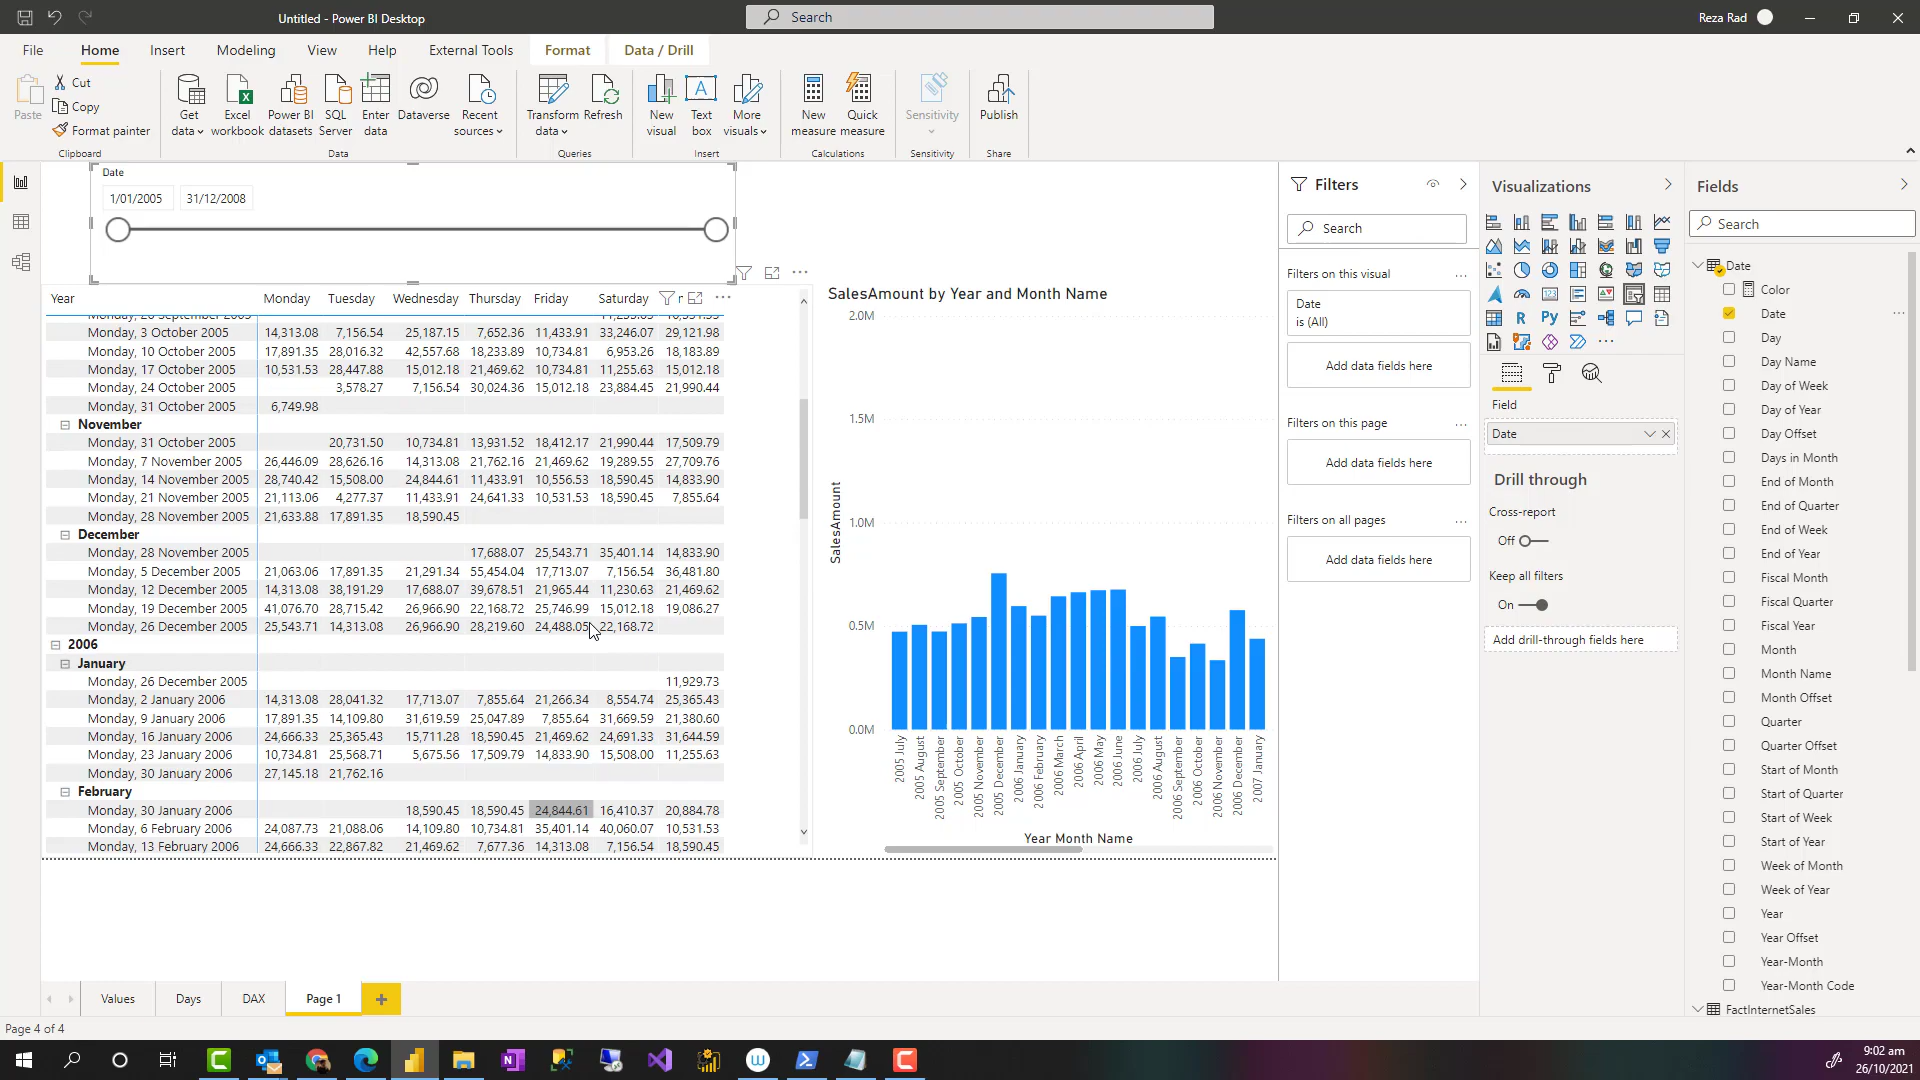 Untitled - Power BI Desktop
Search
Reza Rad
File Home Insert Modeling View Help External Tools Format Data / Drill
Paste
Cut
Copy
Format painter
Clipboard
Get data
Excel workbook
Power BI datasets
SQL Server
Enter data
Dataverse
Recent sources
Data
Transform data
Refresh
Queries
New visual
Text box
More visuals
Insert
New measure
Quick measure
Calculations
Sensitivity
Sensitivity
Publish
Share
Date
1/01/2005 31/12/2008
Year Monday Tuesday Wednesday Thursday Friday Saturday
Monday, 3 October 2005 14,313.08 7,156.54 25,187.15 7,652.36 11,433.91 33,246.07 29,121.98
Monday, 10 October 2005 17,891.35 28,016.32 42,557.68 18,233.89 10,734.81 6,953.26 18,183.89
Monday, 17 October 2005 10,531.53 28,447.88 15,012.18 21,469.62 10,734.81 11,255.63 15,012.18
Monday, 24 October 2005 3,578.27 7,156.54 30,024.36 15,012.18 23,884.45 21,990.44
Monday, 31 October 2005 6,749.98
November
Monday, 31 October 2005 20,731.50 10,734.81 13,931.52 18,412.17 21,990.44 17,509.79
Monday, 7 November 2005 26,446.09 28,626.16 14,313.08 21,762.16 21,469.62 19,289.55 27,709.76
Monday, 14 November 2005 28,740.42 15,508.00 24,844.61 11,433.91 10,556.53 18,590.45 14,833.90
Monday, 21 November 2005 21,113.06 4,277.37 11,433.91 24,641.33 10,531.53 18,590.45 7,855.64
Monday, 28 November 2005 21,633.88 17,891.35 18,590.45
December
Monday, 28 November 2005 17,688.07 25,543.71 35,401.14 14,833.90
Monday, 5 December 2005 21,063.06 17,891.35 21,291.34 55,454.04 17,713.07 7,156.54 36,481.80
Monday, 12 December 2005 14,313.08 38,191.29 17,688.07 39,678.51 21,965.44 11,230.63 21,469.62
Monday, 19 December 2005 41,076.70 28,715.42 26,966.90 22,168.72 25,746.99 15,012.18 19,086.27
Monday, 26 December 2005 25,543.71 14,313.08 26,966.90 28,219.60 24,488.05 22,168.72
2006
January
Monday, 26 December 2005 11,929.73
Monday, 2 January 2006 14,313.08 28,041.32 17,713.07 7,855.64 21,266.34 8,554.74 25,365.43
Monday, 9 January 2006 17,891.35 14,109.80 31,619.59 25,047.89 7,855.64 31,669.59 21,380.60
Monday, 16 January 2006 24,666.33 25,365.43 15,711.28 18,590.45 21,469.62 24,691.33 31,644.59
Monday, 23 January 2006 10,734.81 25,568.71 5,675.56 17,509.79 14,833.90 15,508.00 11,255.63
Monday, 30 January 2006 27,145.18 21,762.16
February
Monday, 30 January 2006 18,590.45 18,590.45 24,844.61 16,410.37 20,884.78
Monday, 6 February 2006 24,087.73 21,088.06 14,109.80 10,734.81 35,401.14 40,060.07 10,531.53
Monday, 13 February 2006 24,666.33 22,867.82 21,469.62 7,677.36 14,313.08 7,156.54 18,590.45
SalesAmount by Year and Month Name
2.0M
1.5M
1.0M
0.5M
0.0M
SalesAmount
2005 July
2005 August
2005 September
2005 October
2005 November
2005 December
2006 January
2006 February
2006 March
2006 April
2006 May
2006 June
2006 July
2006 August
2006 September
2006 October
2006 November
2006 December
2007 January
Year Month Name
Filters
Search
Filters on this visual
Date
is (All)
Add data fields here
Filters on this page
Add data fields here
Filters on all pages
Add data fields here
Visualizations
R Py
Field
Date
Drill through
Cross-report
Off
Keep all filters
On
Add drill-through fields here
Fields
Search
Date
Color
Date
Day
Day Name
Day of Week
Day of Year
Day Offset
Days in Month
End of Month
End of Quarter
End of Week
End of Year
Fiscal Month
Fiscal Quarter
Fiscal Year
Month
Month Name
Month Offset
Quarter
Quarter Offset
Start of Month
Start of Quarter
Start of Week
Start of Year
Week of Month
Week of Year
Year
Year Offset
Year-Month
Year-Month Code
FactInternetSales
Values Days DAX Page 1 +
Page 4 of 4
9:02 am
26/10/2021